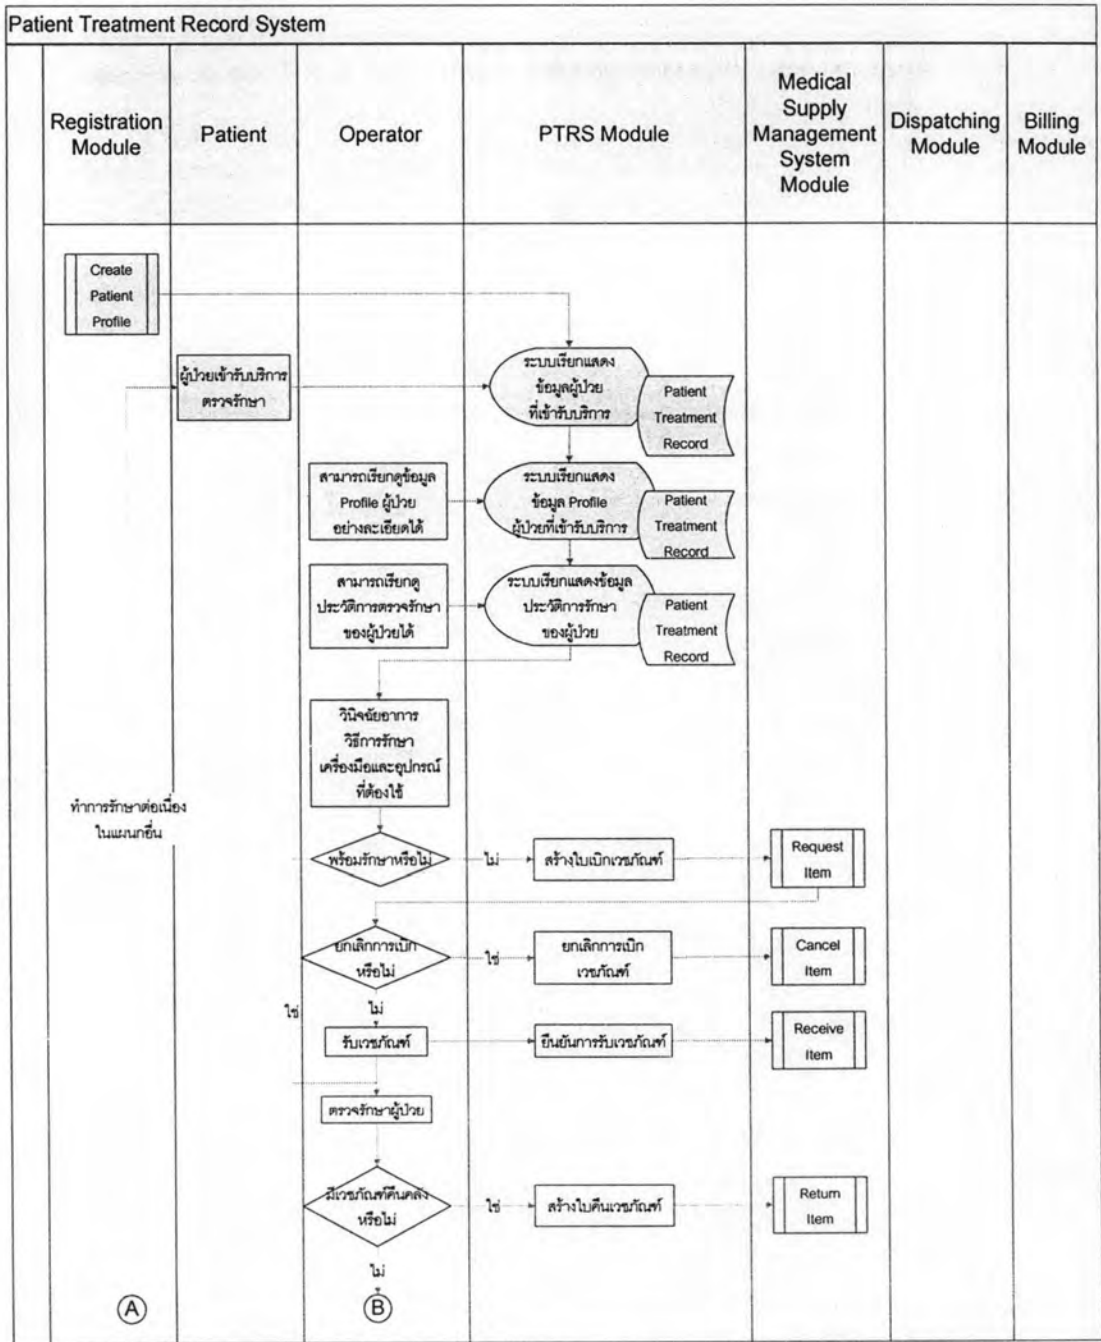 Patient Treatment Record System
Registration
Module
Patient
Operator
PTRS Module
Medical
Supply
Management
System
Module
Dispatching
Module
Billing
Module
Create
Patient
Profile
ผู้ป่วยเข้ารับบริการ
ตรวจรักษา
ระบบเรียกแสดง
ข้อมูลผู้ป่วย
ที่เข้ารับบริการ
Patient
Treatment
Record
สามารถเรียกดูข้อมูล
Profile ผู้ป่วย
อย่างละเอียดได้
ระบบเรียกแสดง
ข้อมูล Profile
ผู้ป่วยที่เข้ารับบริการ
Patient
Treatment
Record
สามารถเรียกดู
ประวัติการตรวจรักษา
ของผู้ป่วยได้
ระบบเรียกแสดงข้อมูล
ประวัติการรักษา
ของผู้ป่วย
Patient
Treatment
Record
วินิจฉัยอาการ
วิธีการรักษา
เครื่องมือและอุปกรณ์
ที่ต้องใช้
ทำการรักษาต่อเนื่อง
ในแผนกอื่น
พร้อมรักษาหรือไม่
ไม่
สร้างใบเบิกเวชภัณฑ์
Request
Item
ยกเลิกการเบิก
หรือไม่
ใช่
ยกเลิกการเบิก
เวชภัณฑ์
Cancel
Item
ใช่
ไม่
รับเวชภัณฑ์
ยืนยันการรับเวชภัณฑ์
Receive
Item
ตรวจรักษาผู้ป่วย
มีเวชภัณฑ์คืนคลัง
หรือไม่
ใช่
สร้างใบคืนเวชภัณฑ์
Return
Item
ไม่
A
B